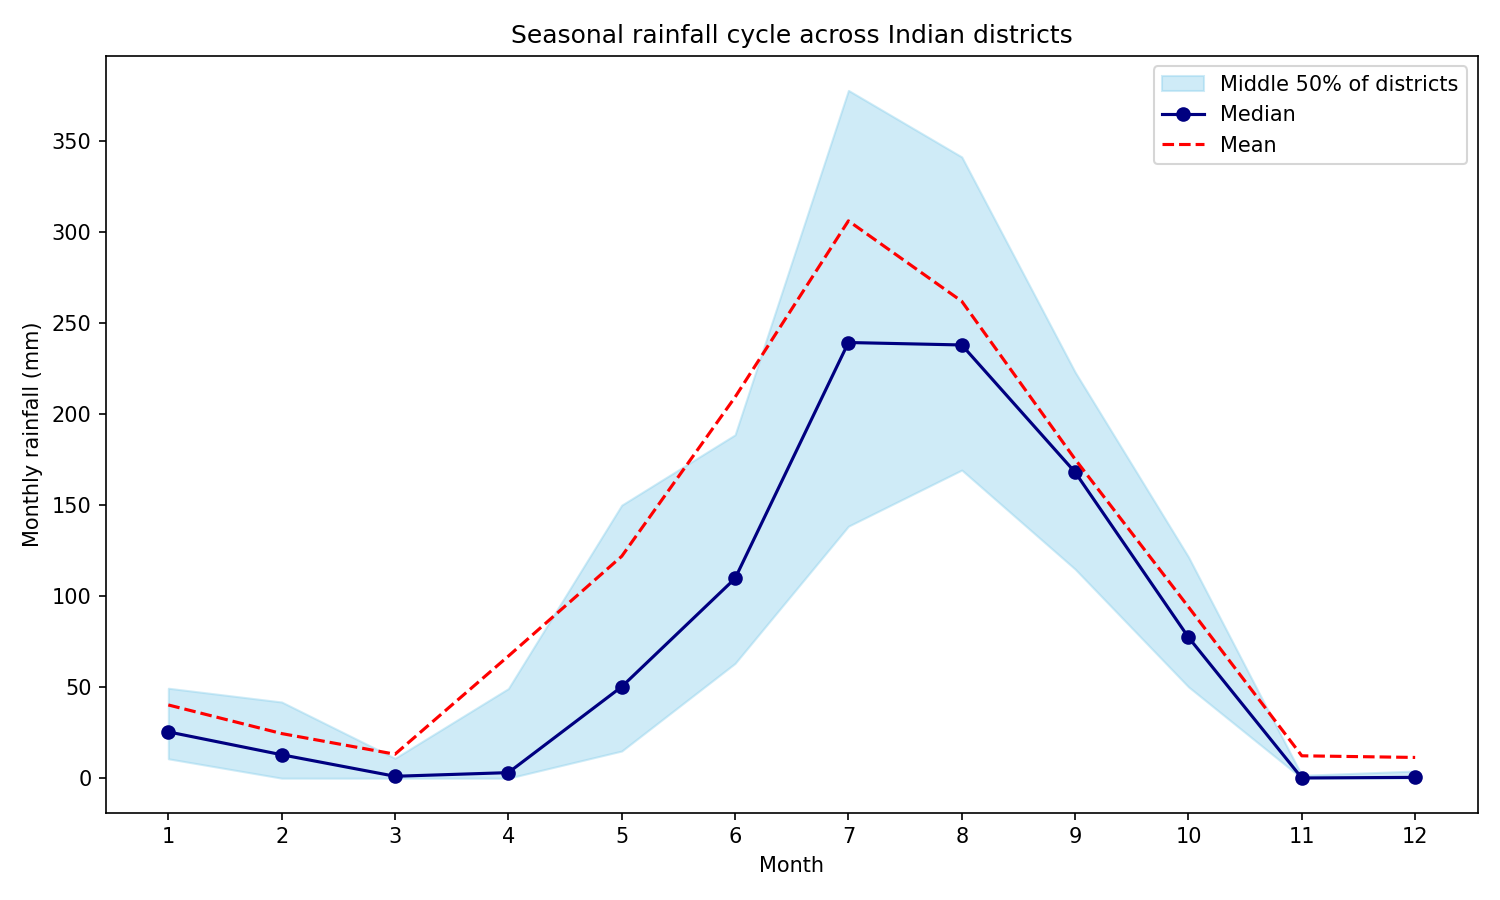 Seasonal rainfall cycle across Indian districts
Middle 50% of districts
Median
Mean
Monthly rainfall (mm)
350
300
250
200
150
100
50
0
1 2 3 4 5 6 7 8 9 10 11 12
Month